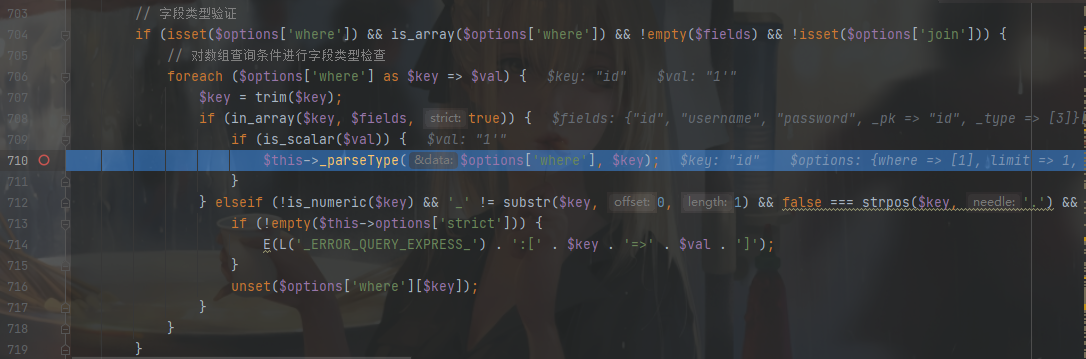 703 // 字段类型验证
704 if (isset($options['where']) && is_array($options['where']) && !empty($fields) && !isset($options['join'])) {
705 // 对数组查询条件进行字段类型检查
706 foreach ($options['where'] as $key => $val) { $key: "id" $val: "1'"
707 $key = trim($key);
708 if (in_array($key, $fields, strict: true)) { $fields: {"id", "username", "password", _pk => "id", _type => [3]}[
709 if (is_scalar($val)) { $val: "1'"
710 $this->_parseType( &data: $options['where'], $key); $key: "id" $options: {where => [1], limit => 1,
711 }
712 } elseif (!is_numeric($key) && '_' != substr($key, offset: 0, length: 1) && false === strpos($key, needle: '.') &&
713 if (!empty($this->options['strict'])) {
714 E(L('_ERROR_QUERY_EXPRESS_') . ':[' . $key . '=>' . $val . ']');
715 }
716 unset($options['where'][$key]);
717 }
718 }
719 }